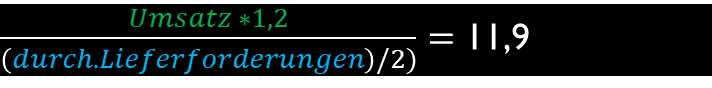 Umsatz *1,2
(durch.Lieferforderungen)/2) = 11,9